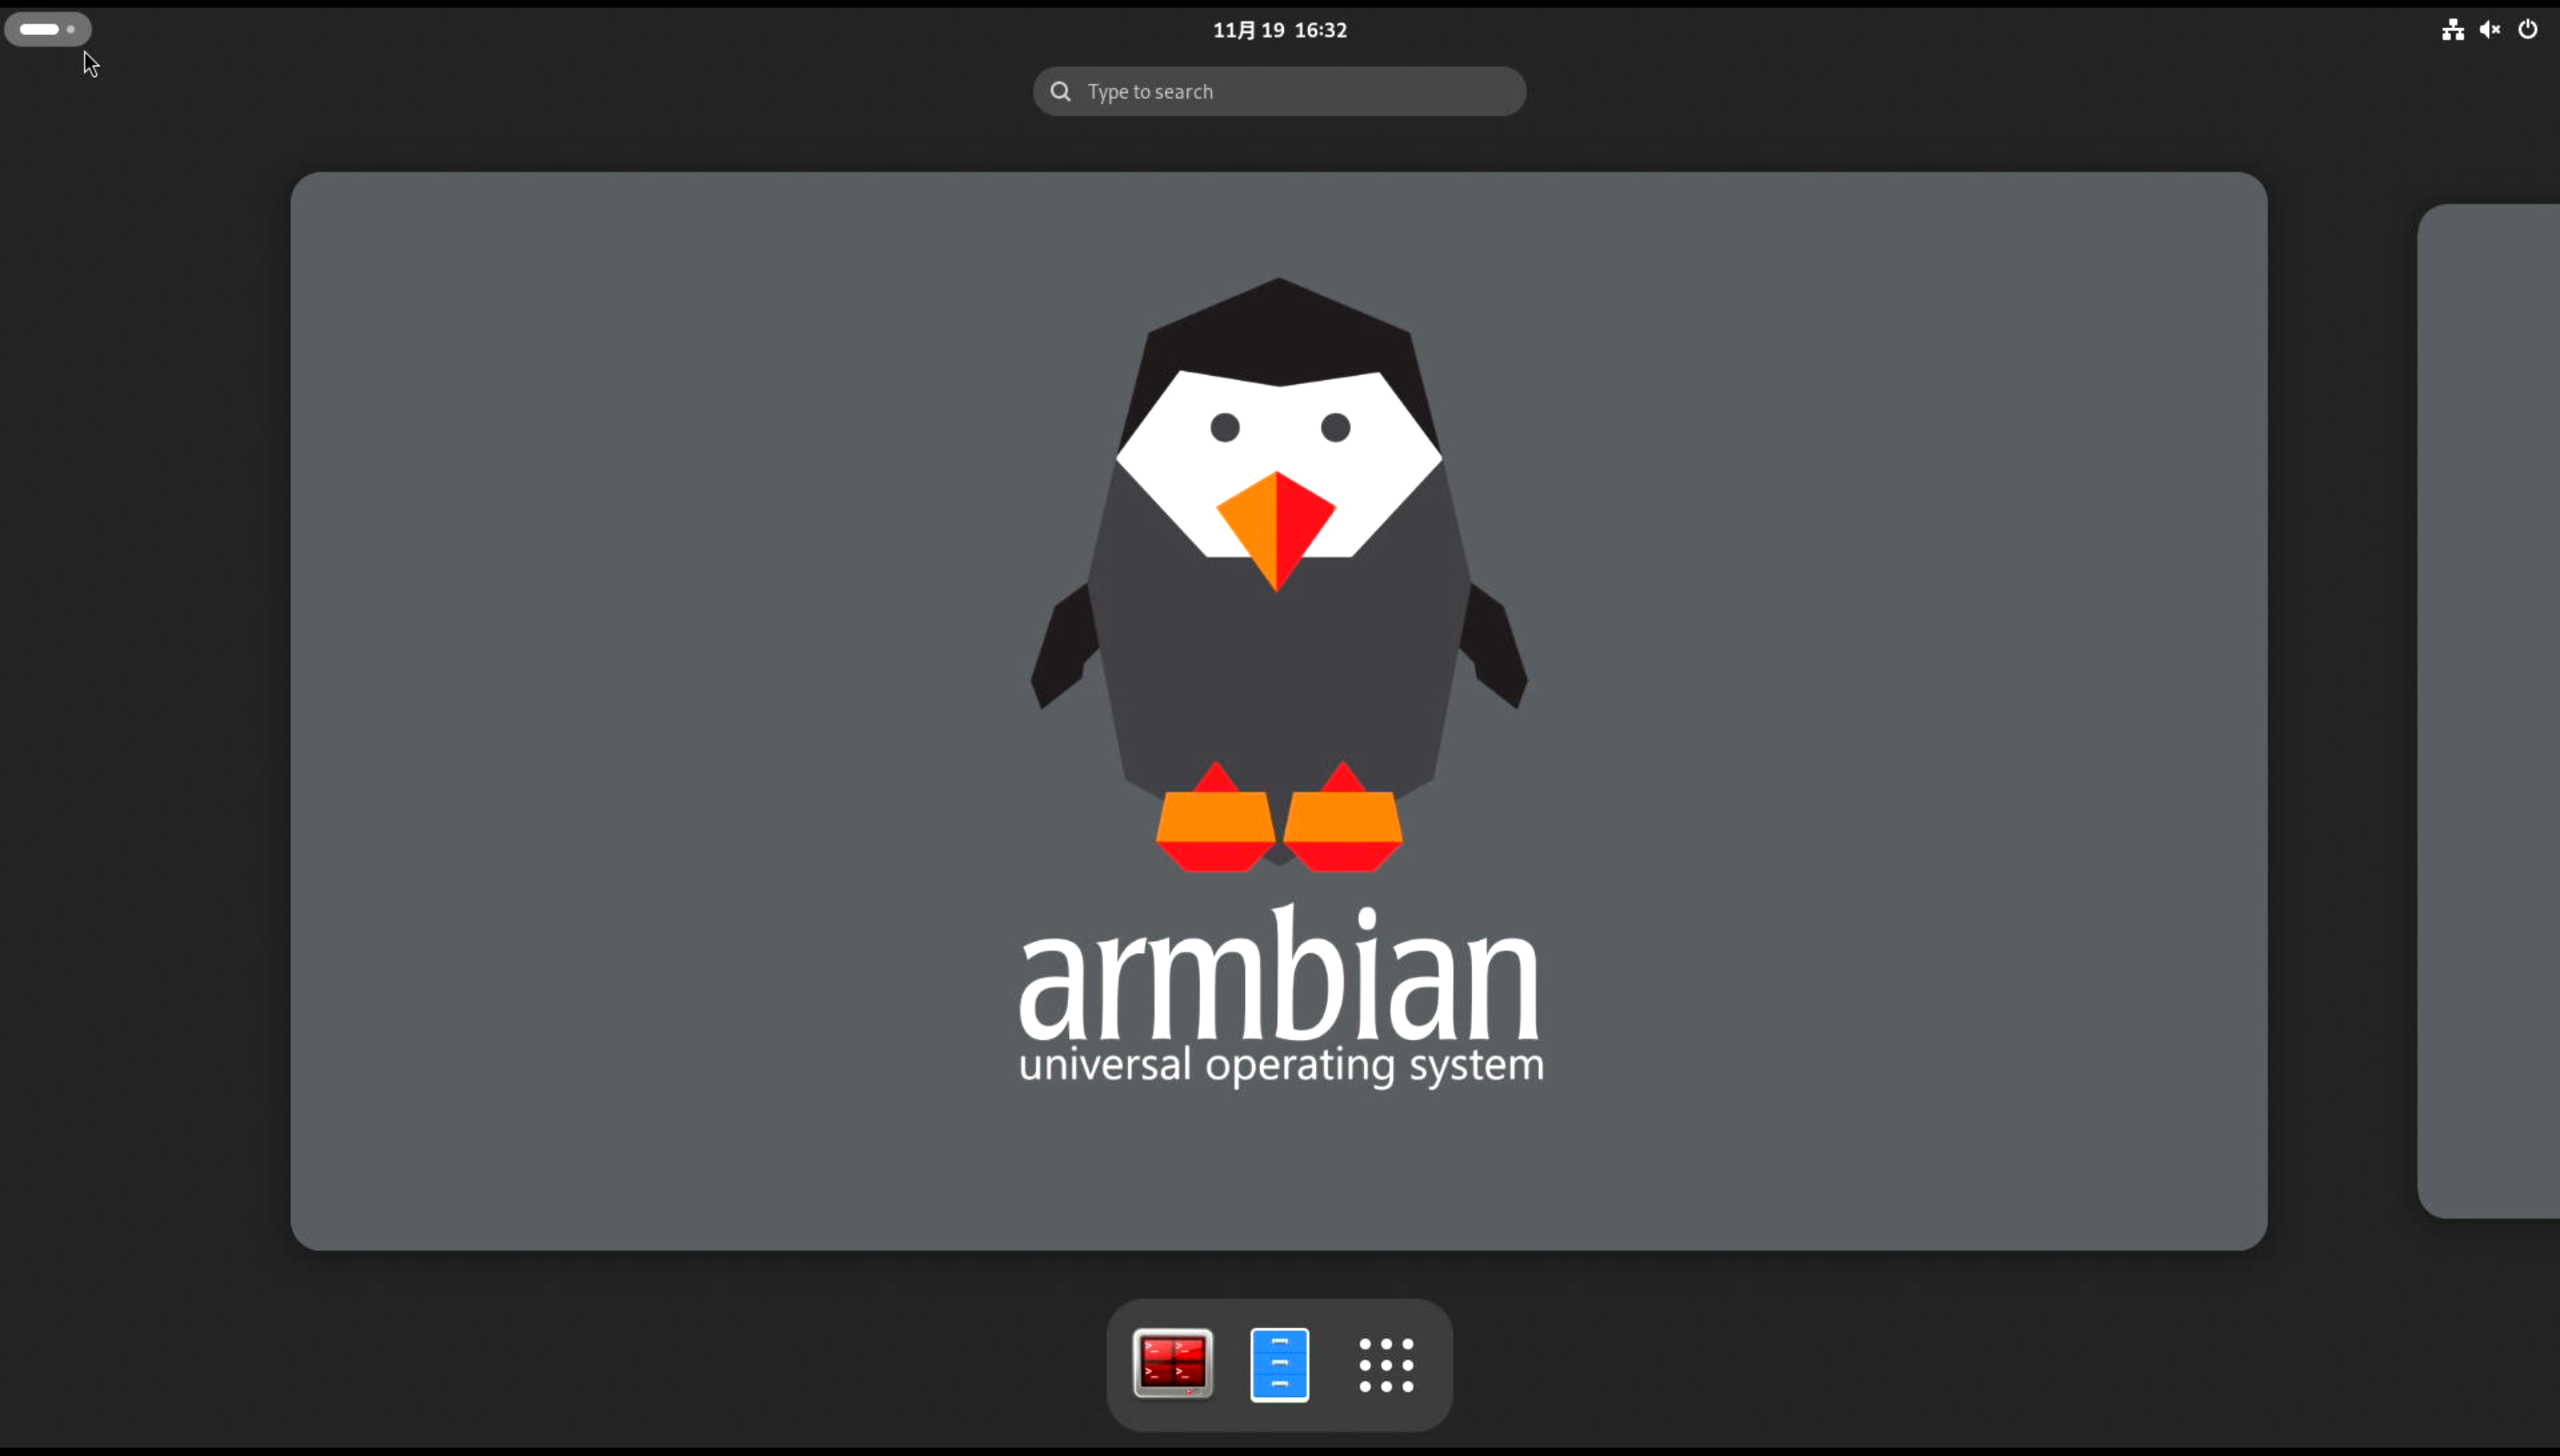 11月 19 16:32
Type to search
armbian
universal operating system